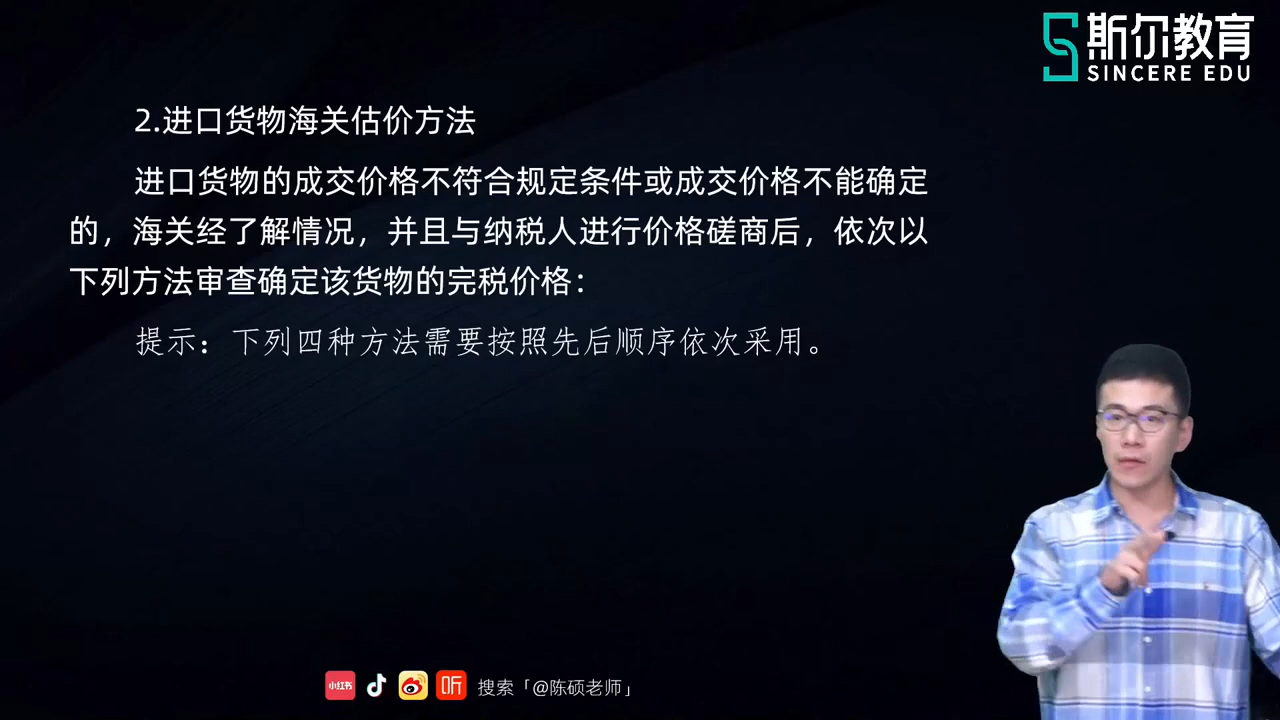 斯尔教育
SINCERE EDU
2.进口货物海关估价方法
进口货物的成交价格不符合规定条件或成交价格不能确定
的，海关经了解情况，并且与纳税人进行价格磋商后，依次以
下列方法审查确定该货物的完税价格：
提示：下列四种方法需要按照先后顺序依次采用。
小红书
听
搜索「@陈硕老师」